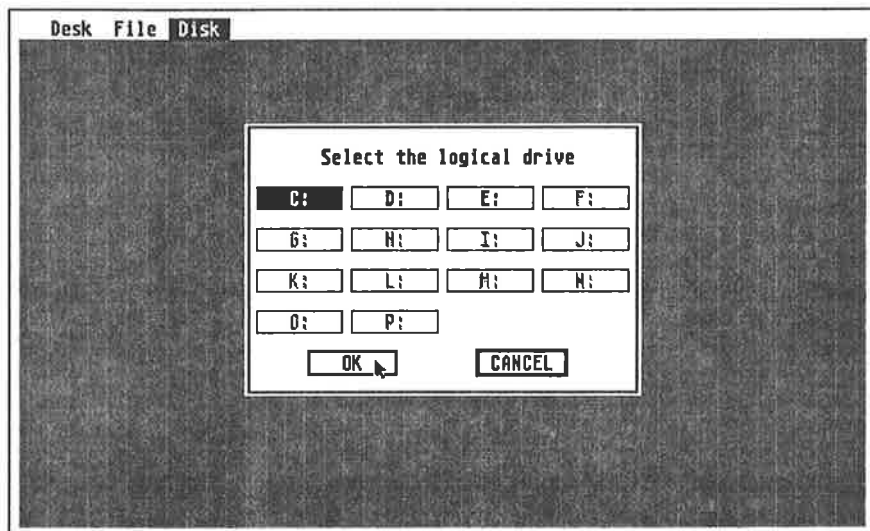 Desk File Disk
Select the logical drive
C: D: E: F:
G: H: I: J:
K: L: M: N:
O: P:
OK CANCEL